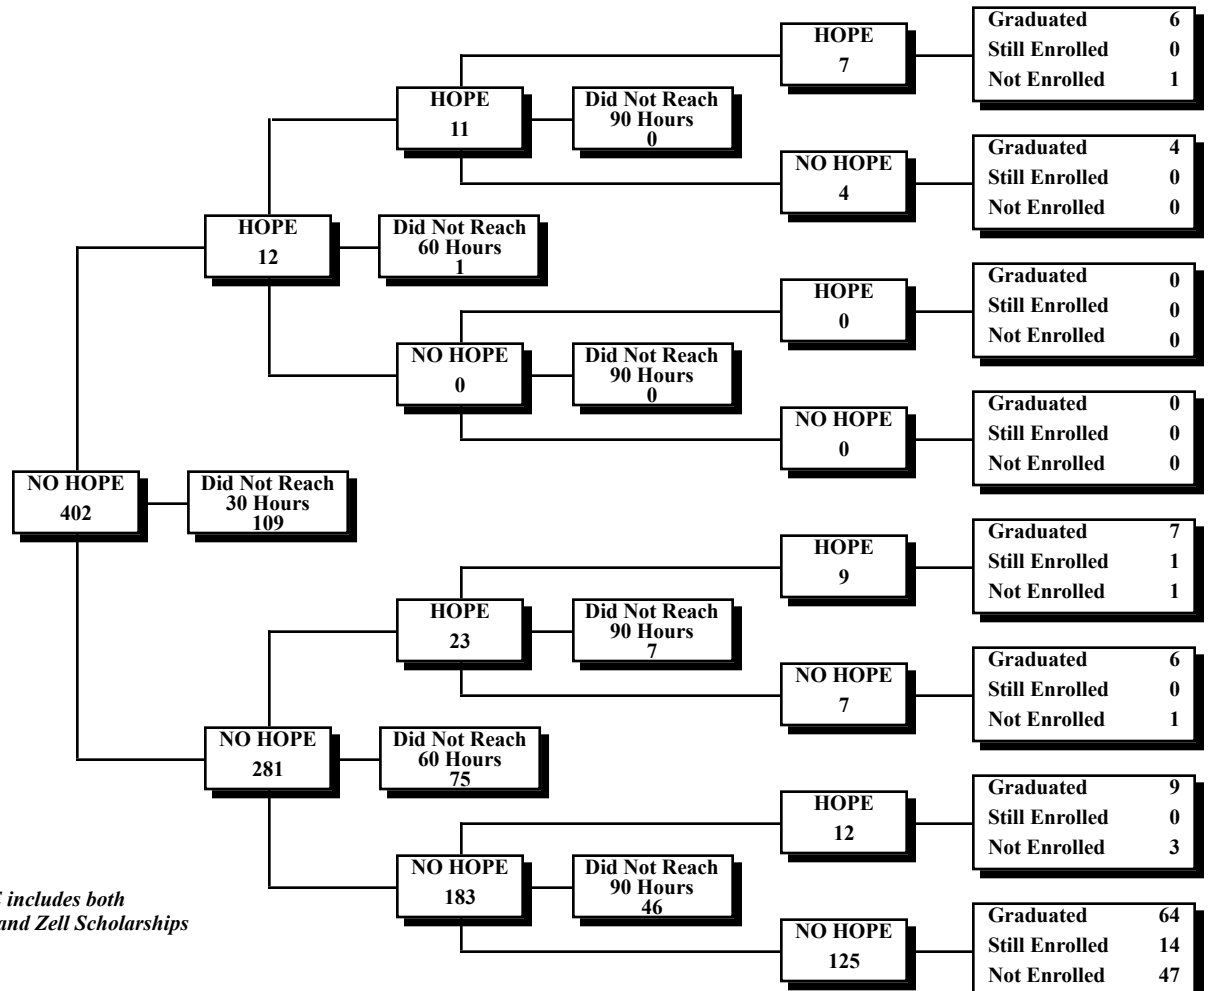 Graduated 6
Still Enrolled 0
Not Enrolled 1
HOPE
7
HOPE
11
Did Not Reach
90 Hours
0
NO HOPE
4
Graduated 4
Still Enrolled 0
Not Enrolled 0
HOPE
12
Did Not Reach
60 Hours
1
HOPE
0
Graduated 0
Still Enrolled 0
Not Enrolled 0
NO HOPE
0
Did Not Reach
90 Hours
0
NO HOPE
0
Graduated 0
Still Enrolled 0
Not Enrolled 0
NO HOPE
402
Did Not Reach
30 Hours
109
HOPE
9
Graduated 7
Still Enrolled 1
Not Enrolled 1
HOPE
23
Did Not Reach
90 Hours
7
NO HOPE
7
Graduated 6
Still Enrolled 0
Not Enrolled 1
NO HOPE
281
Did Not Reach
60 Hours
75
HOPE
12
Graduated 9
Still Enrolled 0
Not Enrolled 3
NO HOPE
183
Did Not Reach
90 Hours
46
NO HOPE
125
Graduated 64
Still Enrolled 14
Not Enrolled 47
includes both
and Zell Scholarships